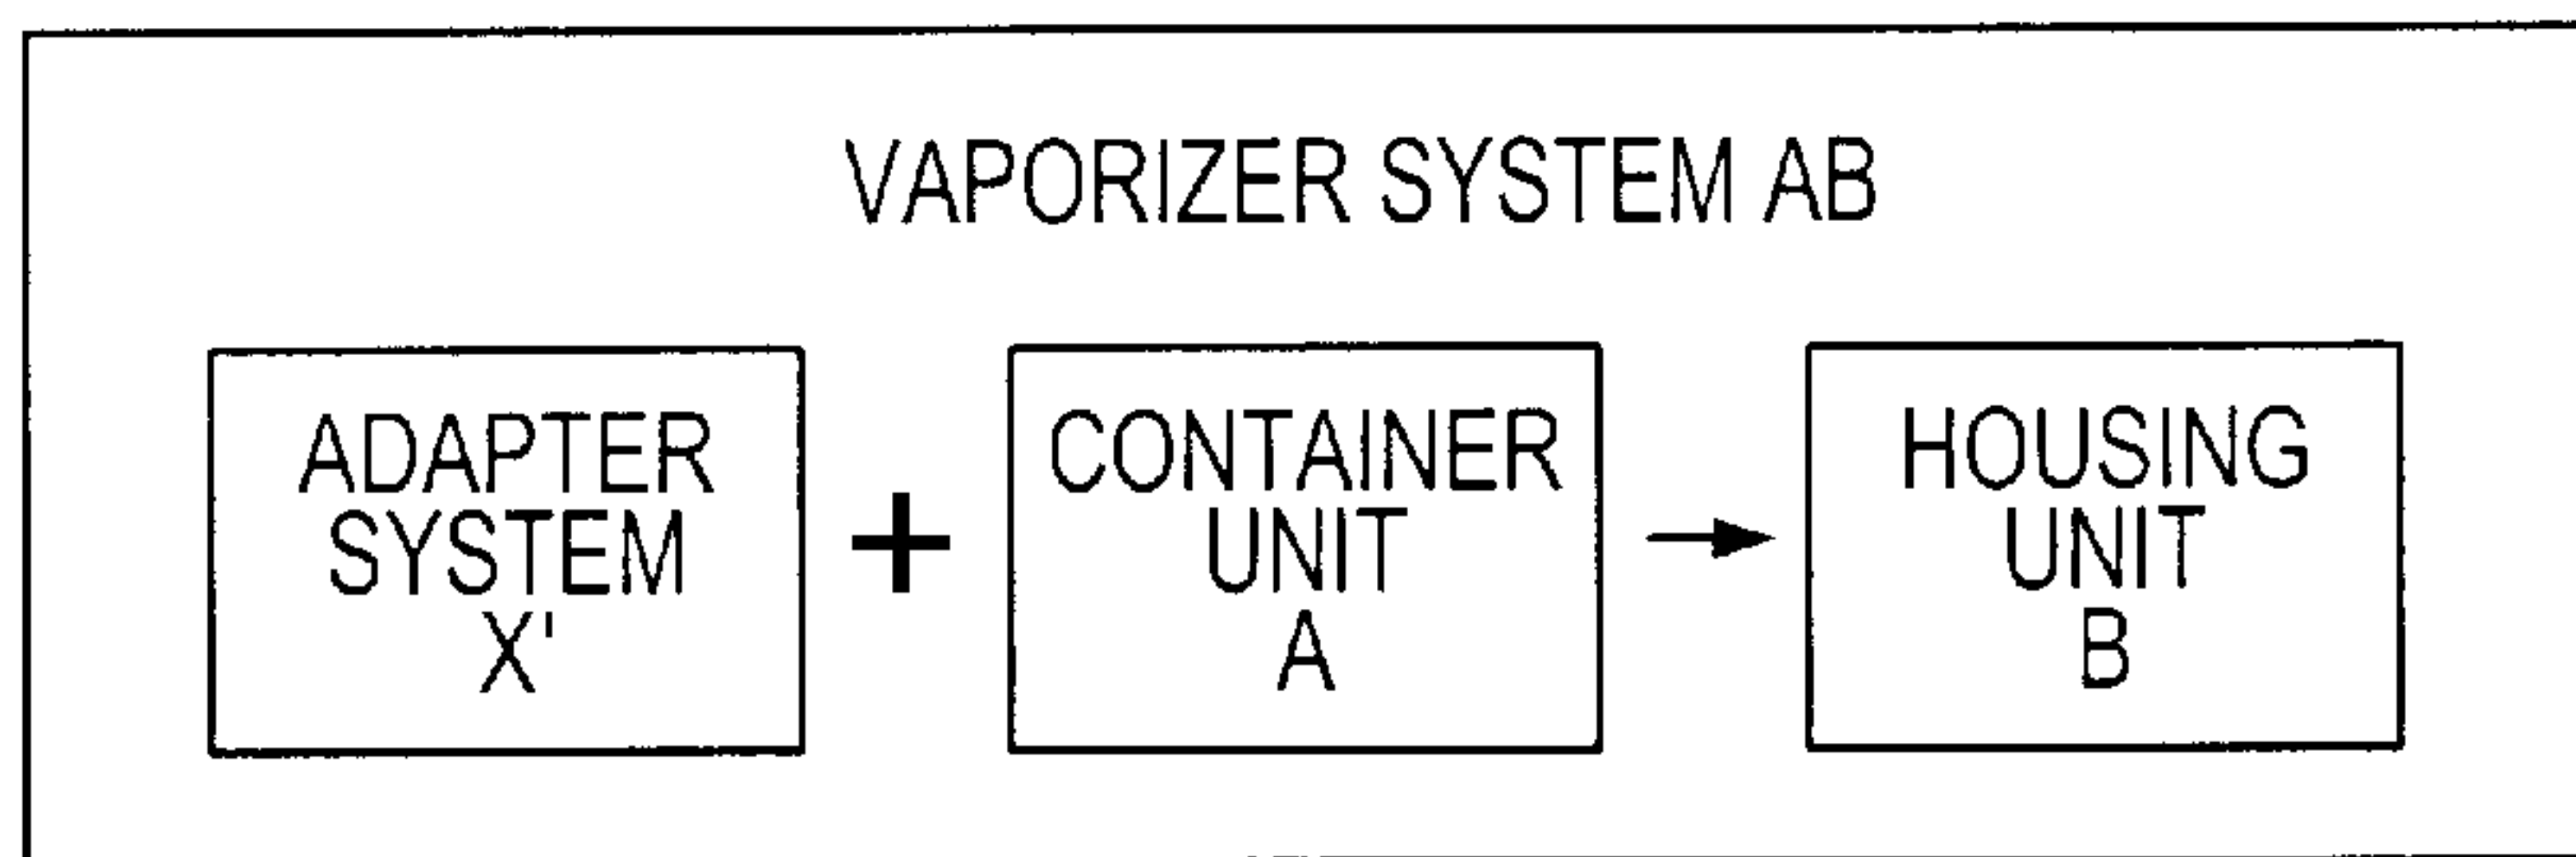 VAPORIZER SYSTEM AB
ADAPTER
SYSTEM
X'
+
CONTAINER
UNIT
A
→
HOUSING
UNIT
B